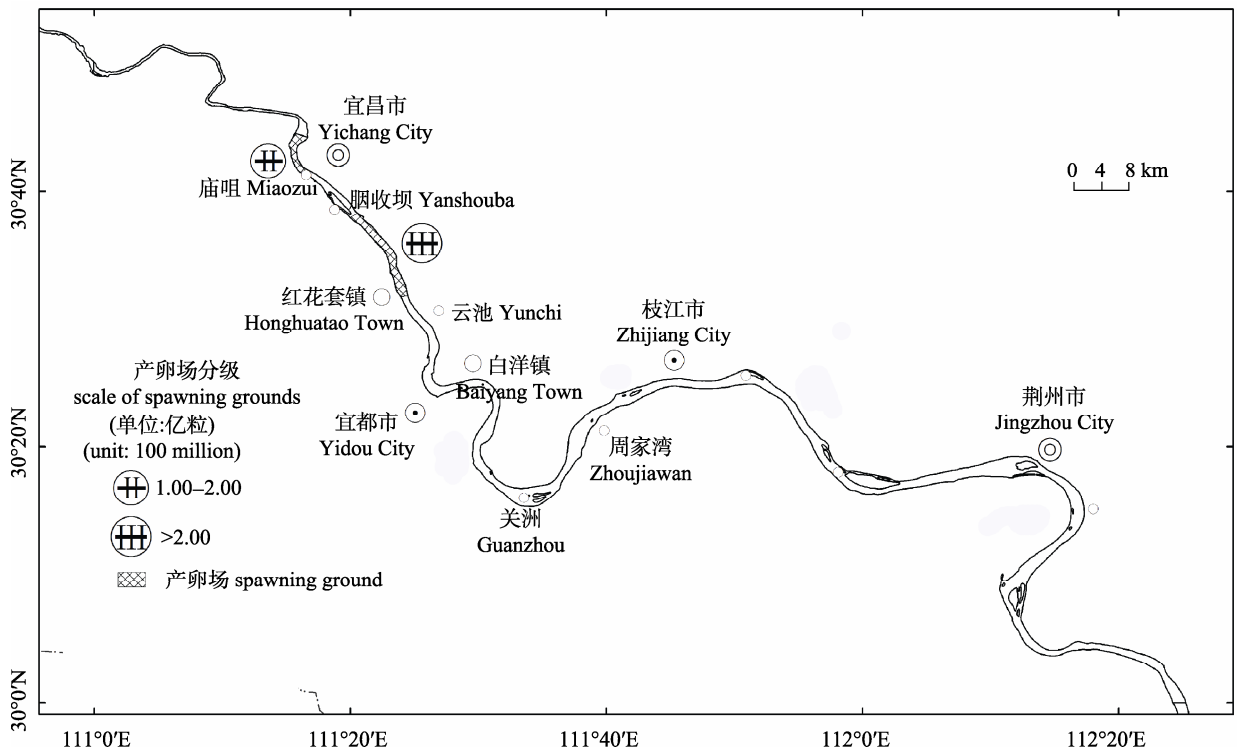 宜昌市
Yichang City
庙咀 Miaozui
胭收坝 Yanshouba
30°40′N
0 4 8 km
红花套镇
Honghuatao Town
云池 Yunchi
枝江市
Zhijiang City
白洋镇
Baiyang Town
宜都市
Yidou City
荆州市
Jingzhou City
周家湾
Zhoujiawan
30°20′N
关洲
Guanzhou
产卵场分级
scale of spawning grounds
(单位:亿粒)
(unit: 100 million)
1.00–2.00
>2.00
产卵场 spawning ground
30°0′N
111°0′E 111°20′E 111°40′E 112°0′E 112°20′E